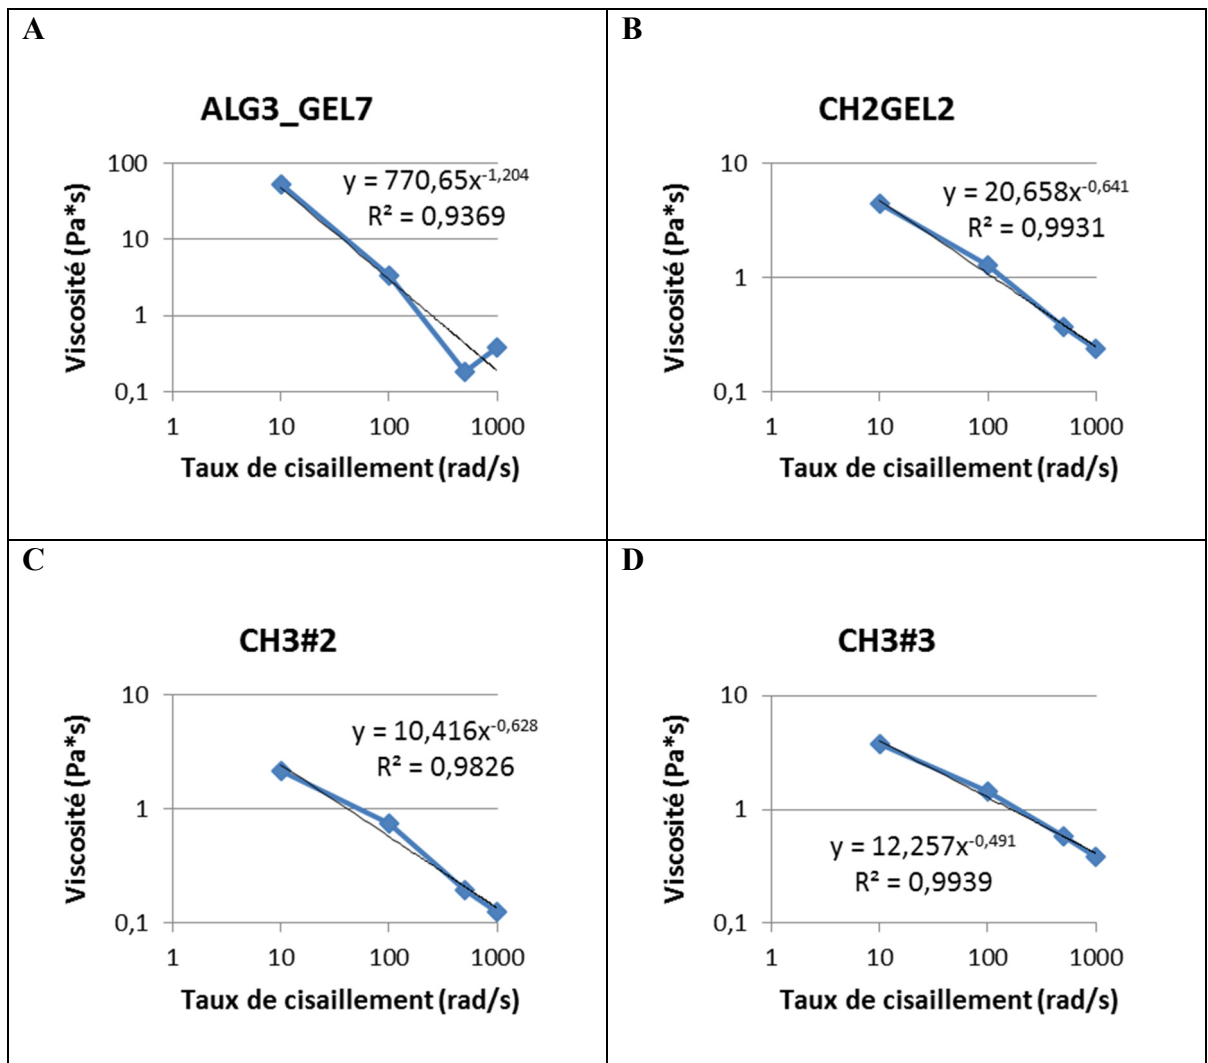 A
ALG3_GEL7
Viscosité (Pa*s)
100
10
1
0,1
y = 770,65x^-1,204
R² = 0,9369
1 10 100 1000
Taux de cisaillement (rad/s)
B
CH2GEL2
Viscosité (Pa*s)
10
1
0,1
y = 20,658x^-0,641
R² = 0,9931
1 10 100 1000
Taux de cisaillement (rad/s)
C
CH3#2
Viscosité (Pa*s)
10
1
0,1
y = 10,416x^-0,628
R² = 0,9826
1 10 100 1000
Taux de cisaillement (rad/s)
D
CH3#3
Viscosité (Pa*s)
10
1
0,1
y = 12,257x^-0,491
R² = 0,9939
1 10 100 1000
Taux de cisaillement (rad/s)